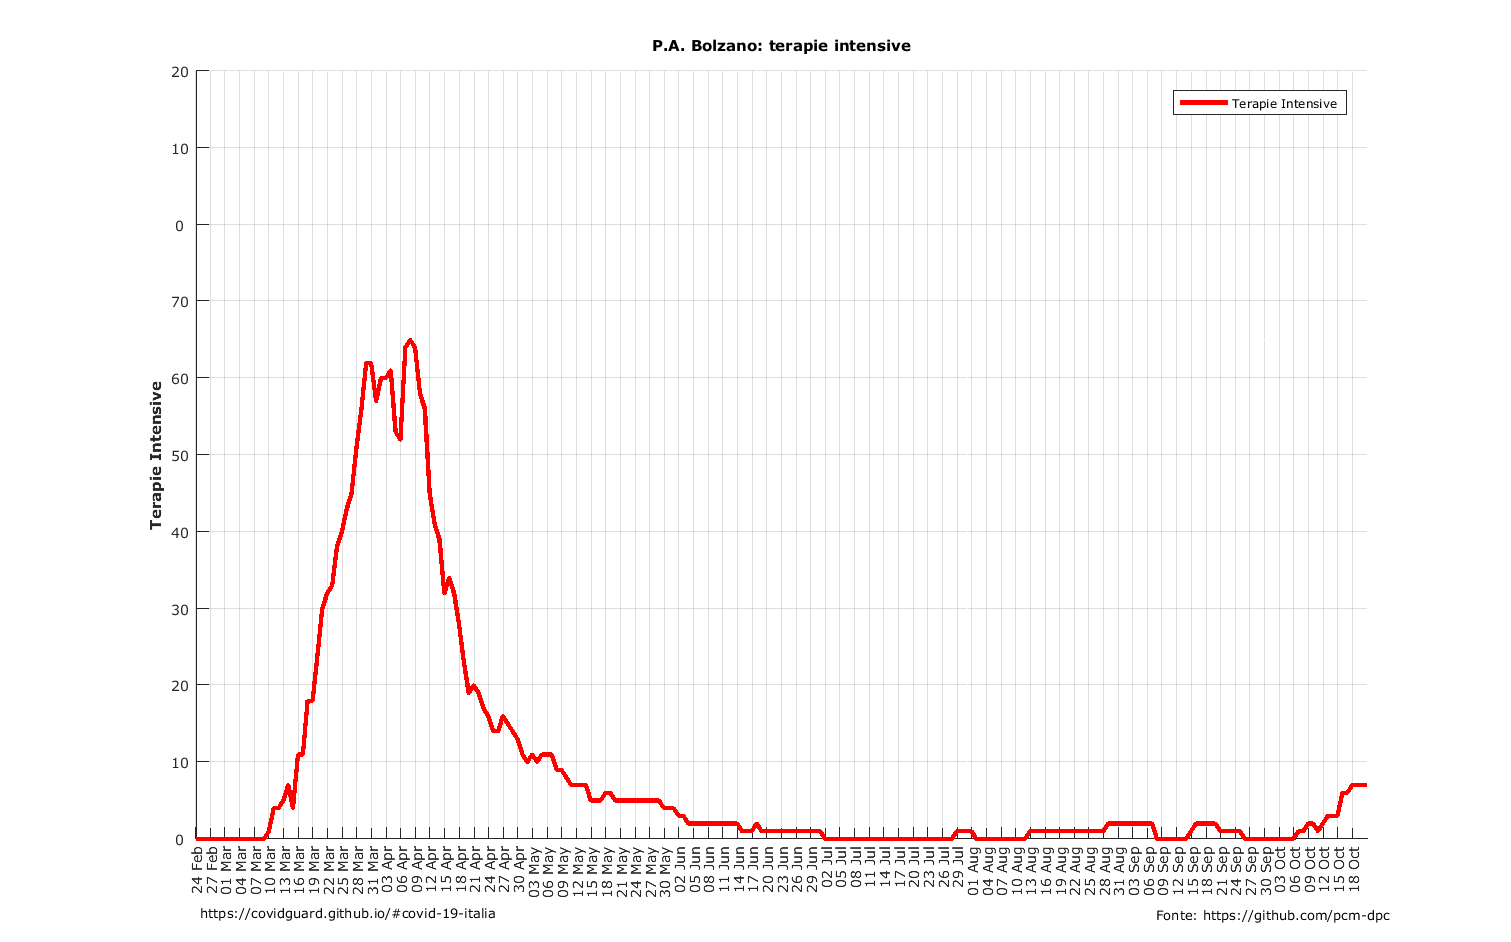 P.A. Bolzano: terapie intensive
20
10
0
70
60
50
40
30
20
10
0
Terapie Intensive
Terapie Intensive
24 Feb
27 Feb
01 Mar
04 Mar
07 Mar
10 Mar
13 Mar
16 Mar
19 Mar
22 Mar
25 Mar
28 Mar
31 Mar
03 Apr
06 Apr
09 Apr
12 Apr
15 Apr
18 Apr
21 Apr
24 Apr
27 Apr
30 Apr
03 May
06 May
09 May
12 May
15 May
18 May
21 May
24 May
27 May
30 May
02 Jun
05 Jun
08 Jun
11 Jun
14 Jun
17 Jun
20 Jun
23 Jun
26 Jun
29 Jun
02 Jul
05 Jul
08 Jul
11 Jul
14 Jul
17 Jul
20 Jul
23 Jul
26 Jul
29 Jul
01 Aug
04 Aug
07 Aug
10 Aug
13 Aug
16 Aug
19 Aug
22 Aug
25 Aug
28 Aug
31 Aug
03 Sep
06 Sep
09 Sep
12 Sep
15 Sep
18 Sep
21 Sep
24 Sep
27 Sep
30 Sep
03 Oct
06 Oct
09 Oct
12 Oct
15 Oct
18 Oct
https://covidguard.github.io/#covid-19-italia
Fonte: https://github.com/pcm-dpc